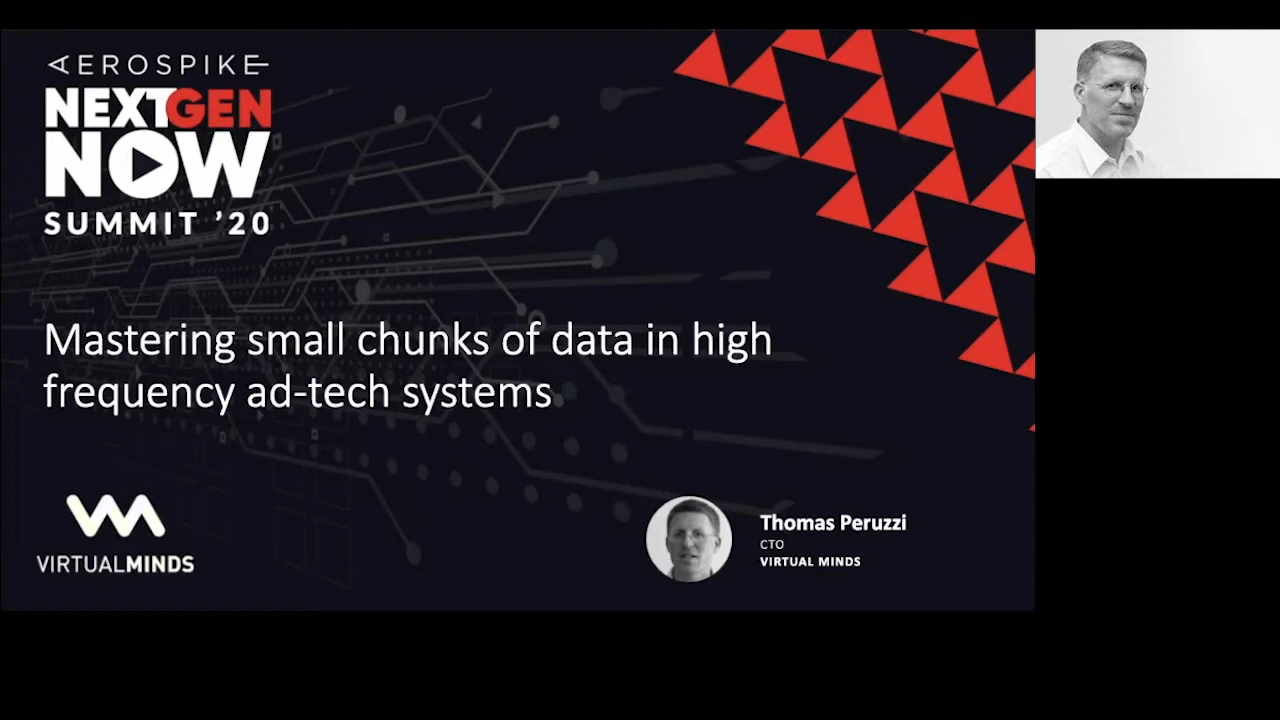 AEROSPIKE
NEXTGEN
NOW
SUMMIT '20
Mastering small chunks of data in high
frequency ad-tech systems
VIRTUALMINDS
Thomas Peruzzi
CTO
VIRTUAL MINDS